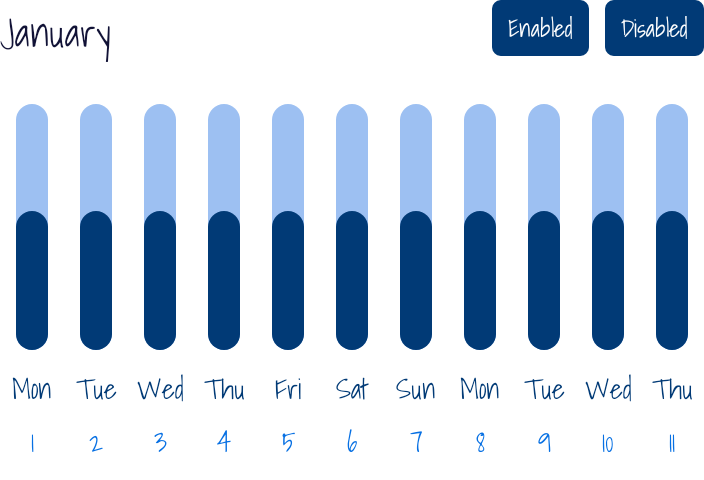 January
Enabled Disabled
Mon Tue Wed Thu Fri Sat Sun Mon Tue Wed Thu
1 2 3 4 5 6 7 8 9 10 11